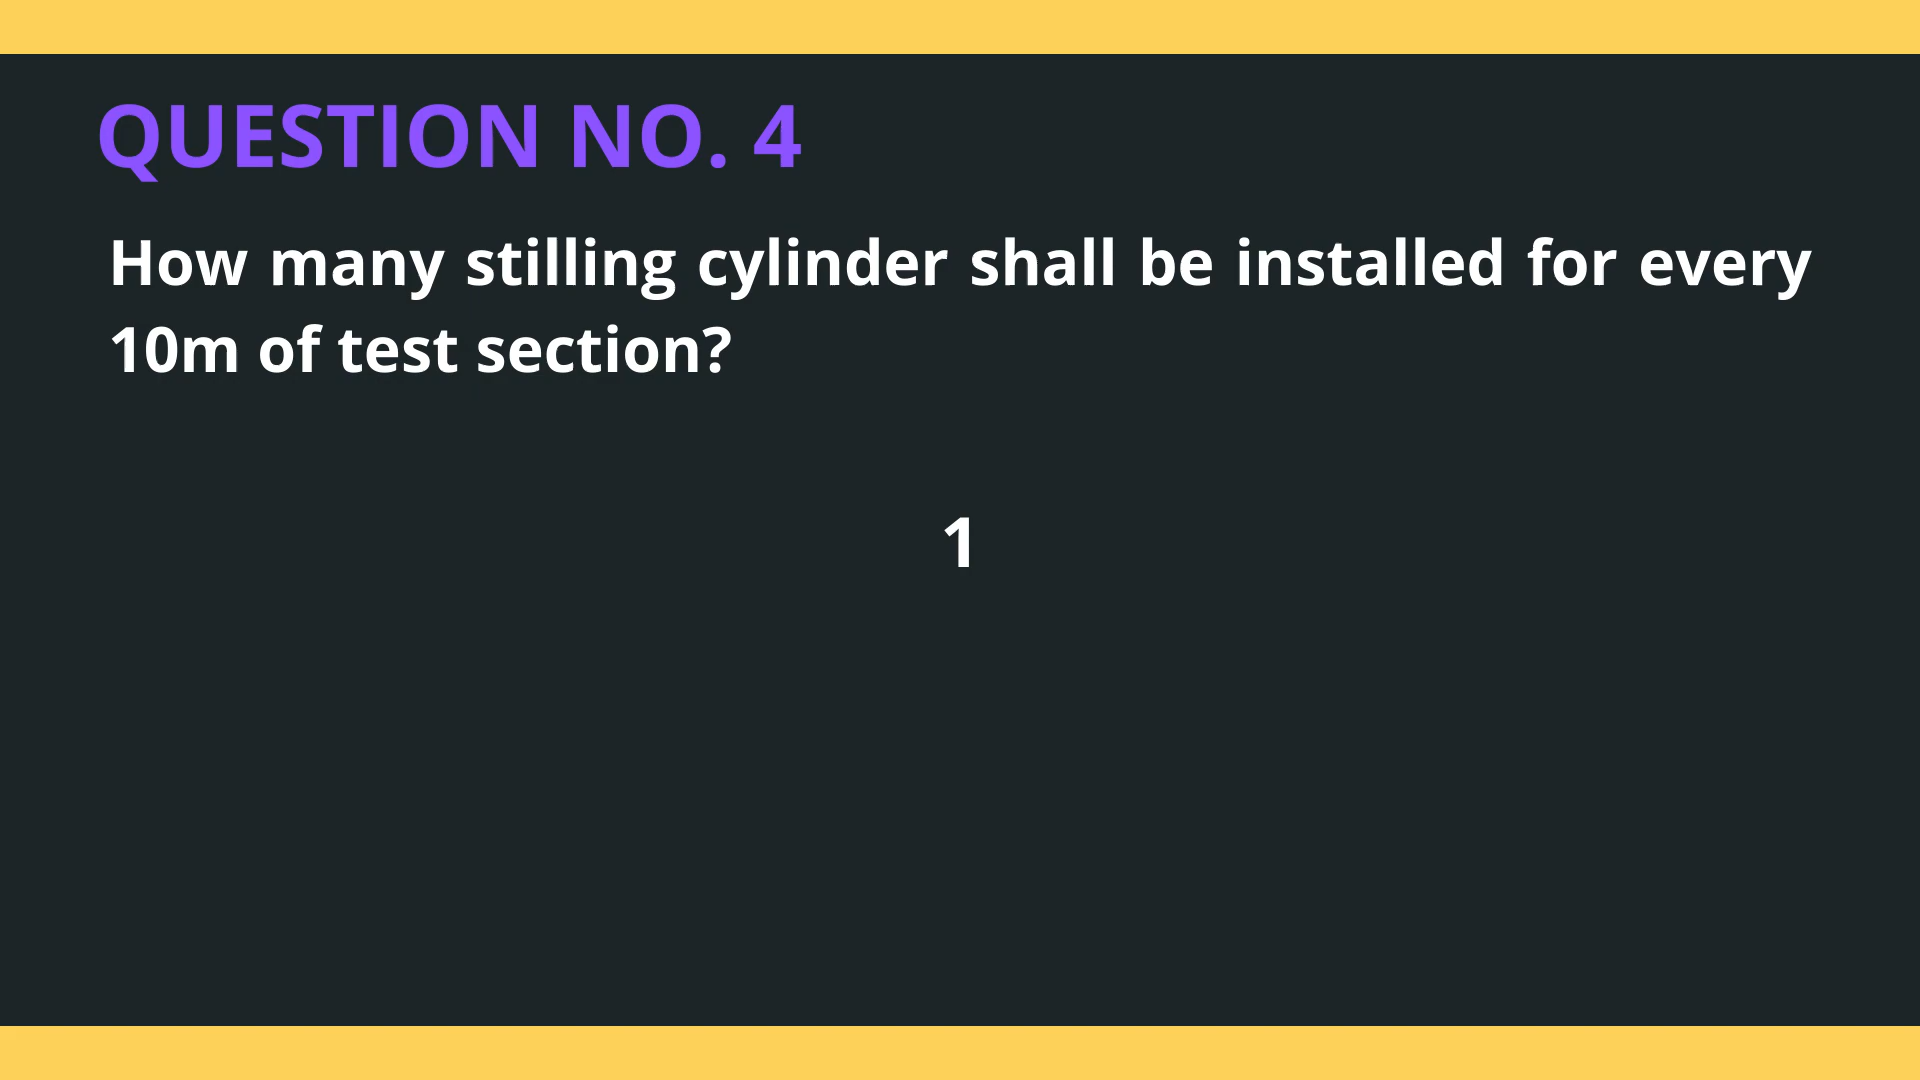 QUESTION NO. 4
How many stilling cylinder shall be installed for every
10m of test section?
1